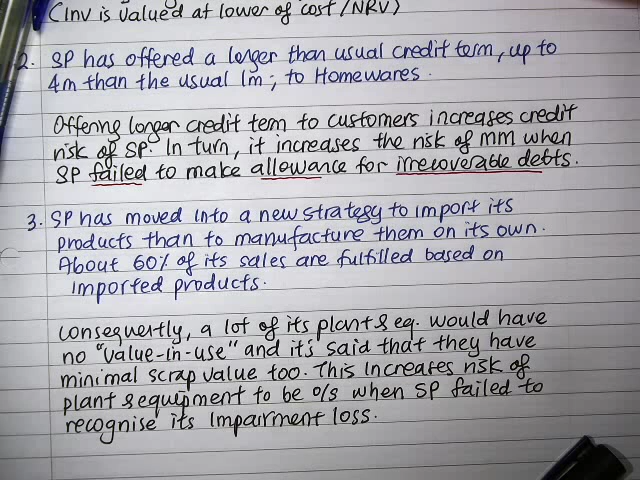 (Inv is valued at lower of cost/NRV)
2. SP has offered a longer than usual credit term, up to
4m than the usual 1m, to Homewares.
Offering longer credit term to customers increases credit
risk of SP. In turn, it increases the risk of MM when
SP failed to make allowance for irrecoverable debts.
3. SP has moved into a new strategy to import its
products than to manufacture them on its own.
About 60% of its sales are fulfilled based on
imported products.
Consequently, a lot of its plant & eq. would have
no "value-in-use" and it's said that they have
minimal scrap value too. This increases risk of
plant & equipment to be o/s when SP failed to
recognise its impairment loss.